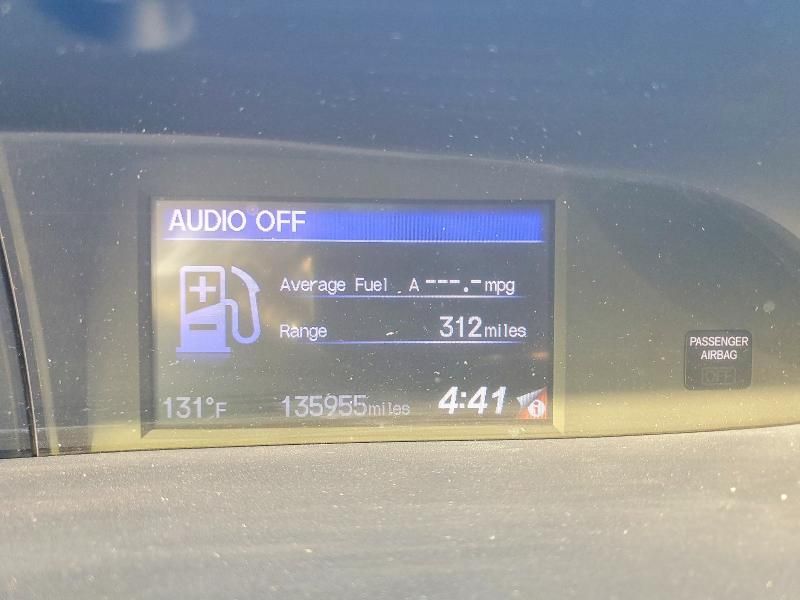 AUDIO OFF
Average Fuel . A ---.- mpg
Range 312 miles
131°F 135955 miles 4:41 i
PASSENGER
AIRBAG
OFF